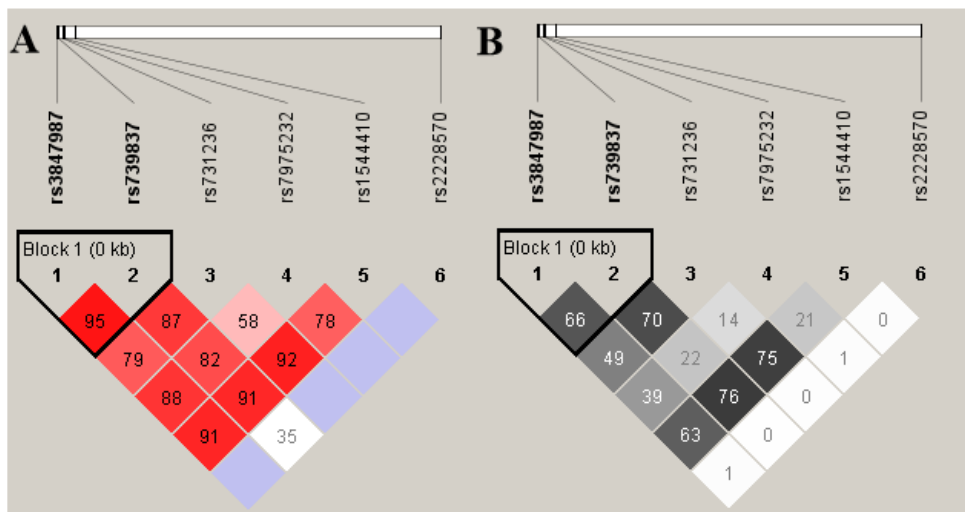 A
rs3847987
rs739837
rs731236
rs7975232
rs1544410
rs2228570
Block 1 (0 kb)
1 2 3 4 5 6
95 87 58 78
79 82 92
88 91
91 35
B
rs3847987
rs739837
rs731236
rs7975232
rs1544410
rs2228570
Block 1 (0 kb)
1 2 3 4 5 6
66 70 14 21 0
49 22 75 1
39 76 0
63 0
1